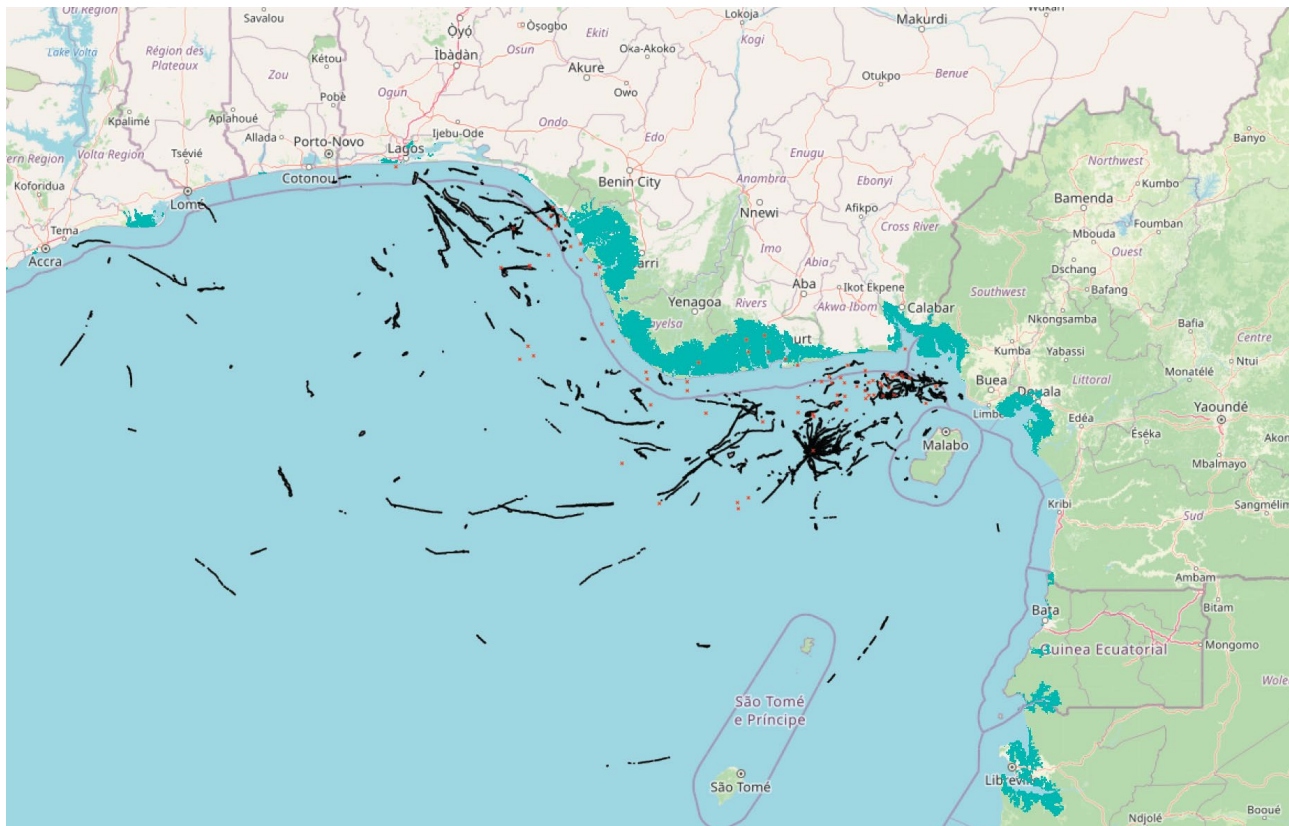 Oti Region
Savalou
Òyó
Òṣogbo
Ekiti
Lokoja
Kogi
Makurdi
Wukari
Lake Volta
Région des
Plateaux
Kétou
Zou
Ìbàdàn
Osun
Oka-Akoko
Akure
Owo
Otukpo
Benue
Pobè
Ogun
Kpalimé
Aplahoué
Allada
Ijebu-Ode
Ondo
Edo
Enugu
Banyo
Volta Region
Tsévié
Porto-Novo
Lagos
Koforidua
Cotonou
Lomé
Benin City
Anambra
Ebonyi
Northwest
Kumbo
Bamenda
Nnewi
Afikpo
Cross River
Foumban
Tema
Accra
Imo
Mbouda
Ouest
Abia
Dschang
Bafang
Yenagoa
Rivers
Aba
Ikot Ekpene
Akwa-Ibom
Calabar
Southwest
Nkongsamba
Bafia
Centre
Kumba
Yabassi
Ntui
Monatélé
Buea
Douala
Littoral
Limbe
Edéa
Yaoundé
Éséka
Malabo
Mbalmayo
Kribi
Sud
Ambam
Bitam
Bata
Guinea Ecuatorial
Mongomo
São Tomé
e Príncipe
São Tomé
Ndjolé
Booué